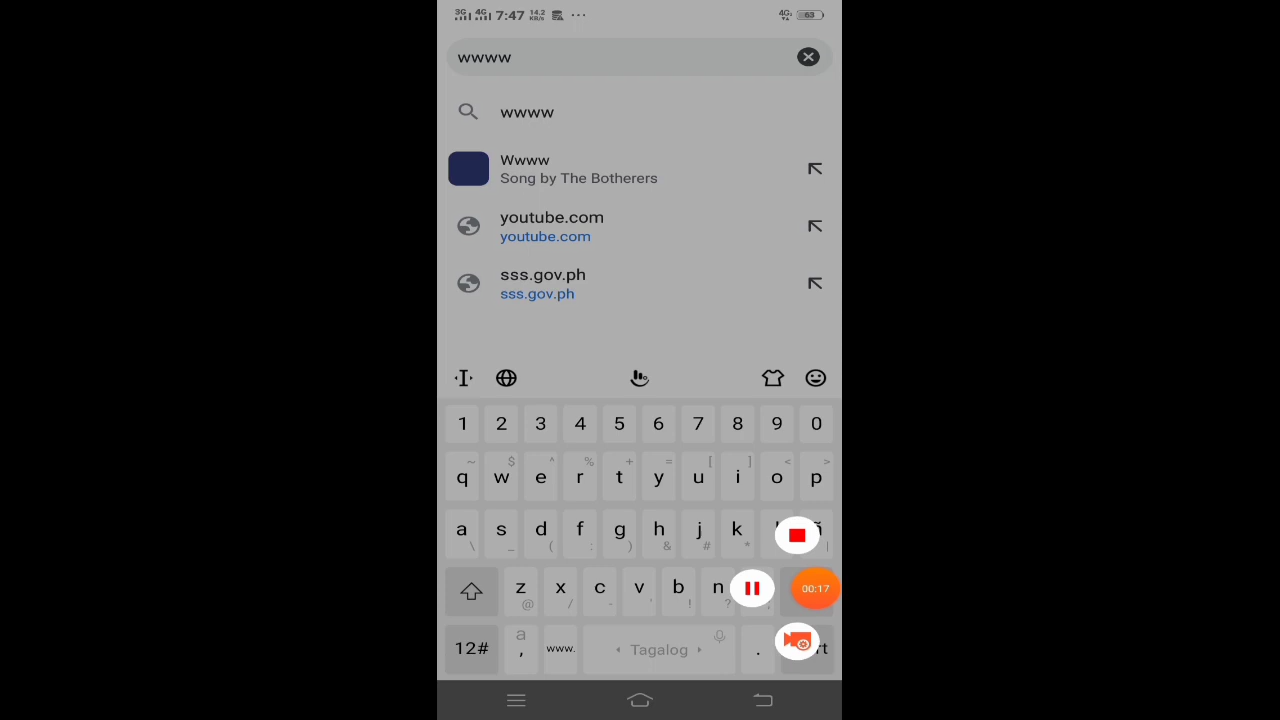 3G 4G 7:47 14.2 KB/s ... 4G 63
wwww
wwww
Wwww
Song by The Botherers
youtube.com
youtube.com
sss.gov.ph
sss.gov.ph
1 2 3 4 5 6 7 8 9 0
~ $ ^ % + = [ ] < >
q w e r t y u i o p
a s d f g h j k ñ
\ _ ( : ) & # * |
z x c v b n
@ / - ' ! ? ;
00:17
12# a , www. Tagalog .